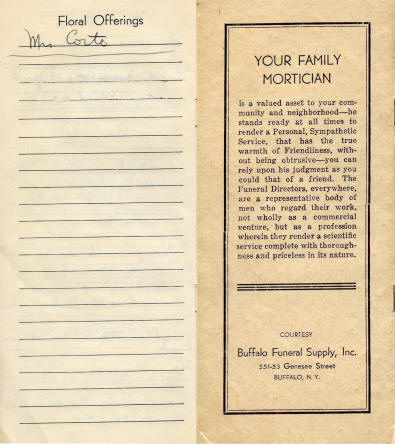 Floral Offerings
Mrs. Corto
YOUR FAMILY
MORTICIAN
is a valued asset to your com-
munity and neighborhood—he
stands ready at all times to
render a Personal, Sympathetic
Service, that has the true
warmth of Friendliness, with-
out being obtrusive—you can
rely upon his judgment as you
could that of a friend. The
Funeral Directors, everywhere,
are a representative body of
men who regard their work,
not wholly as a commercial
venture, but as a profession
wherein they render a scientific
service complete with thorough-
ness and priceless in its nature.
COURTESY
Buffalo Funeral Supply, Inc.
551-53 Genesee Street
BUFFALO, N. Y.